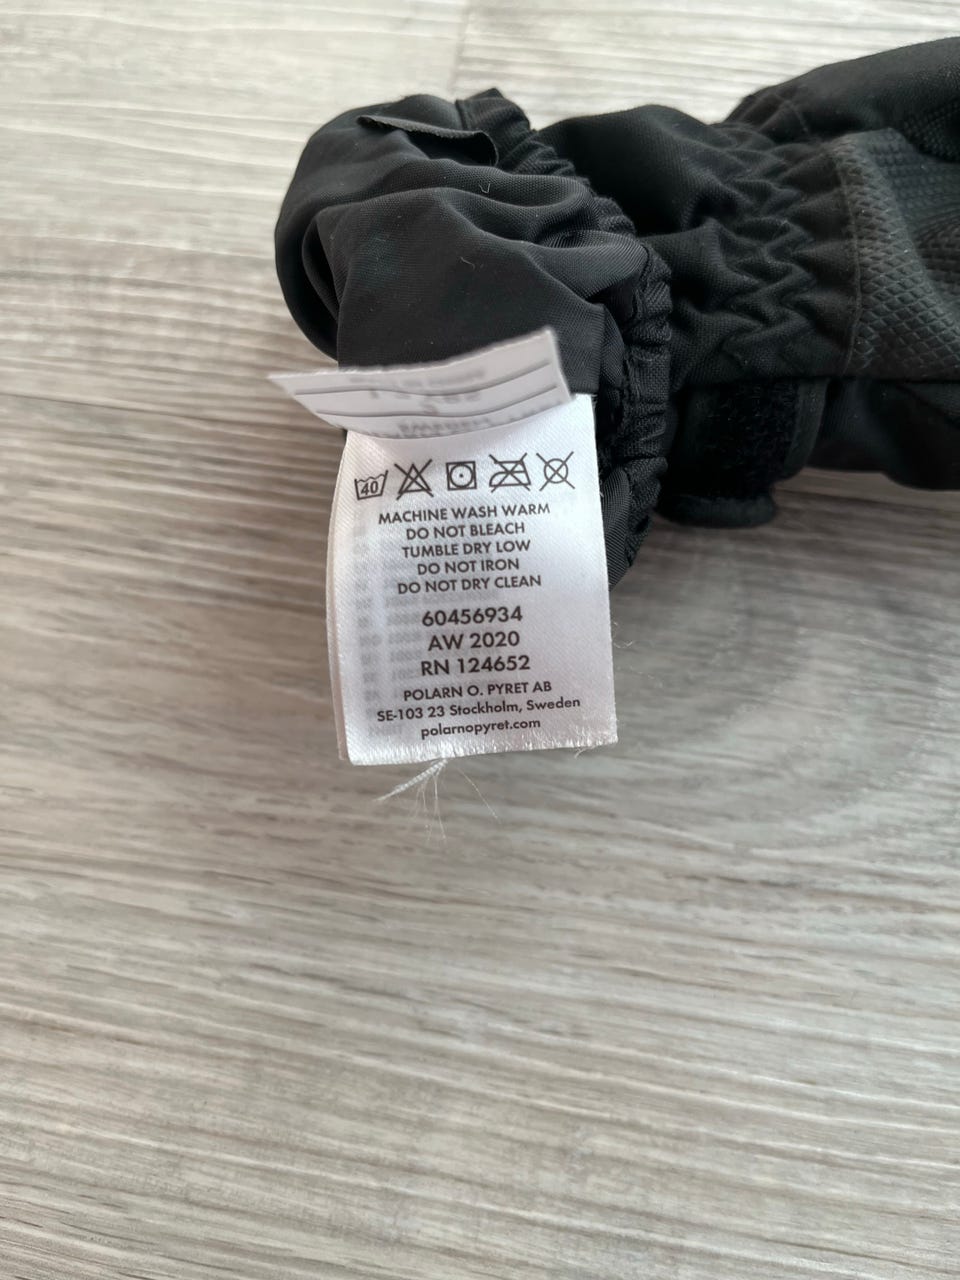 40
MACHINE WASH WARM
DO NOT BLEACH
TUMBLE DRY LOW
DO NOT IRON
DO NOT DRY CLEAN
60456934
AW 2020
RN 124652
POLARN O. PYRET AB
SE-103 23 Stockholm, Sweden
polarnopyret.com